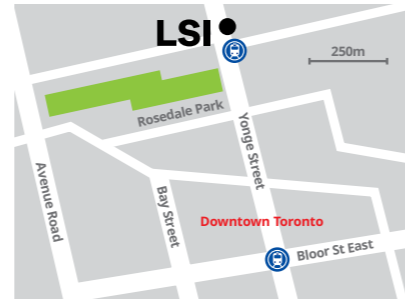 LSI
250m
Rosedale Park
Yonge Street
Avenue Road
Bay Street
Downtown Toronto
Bloor St East